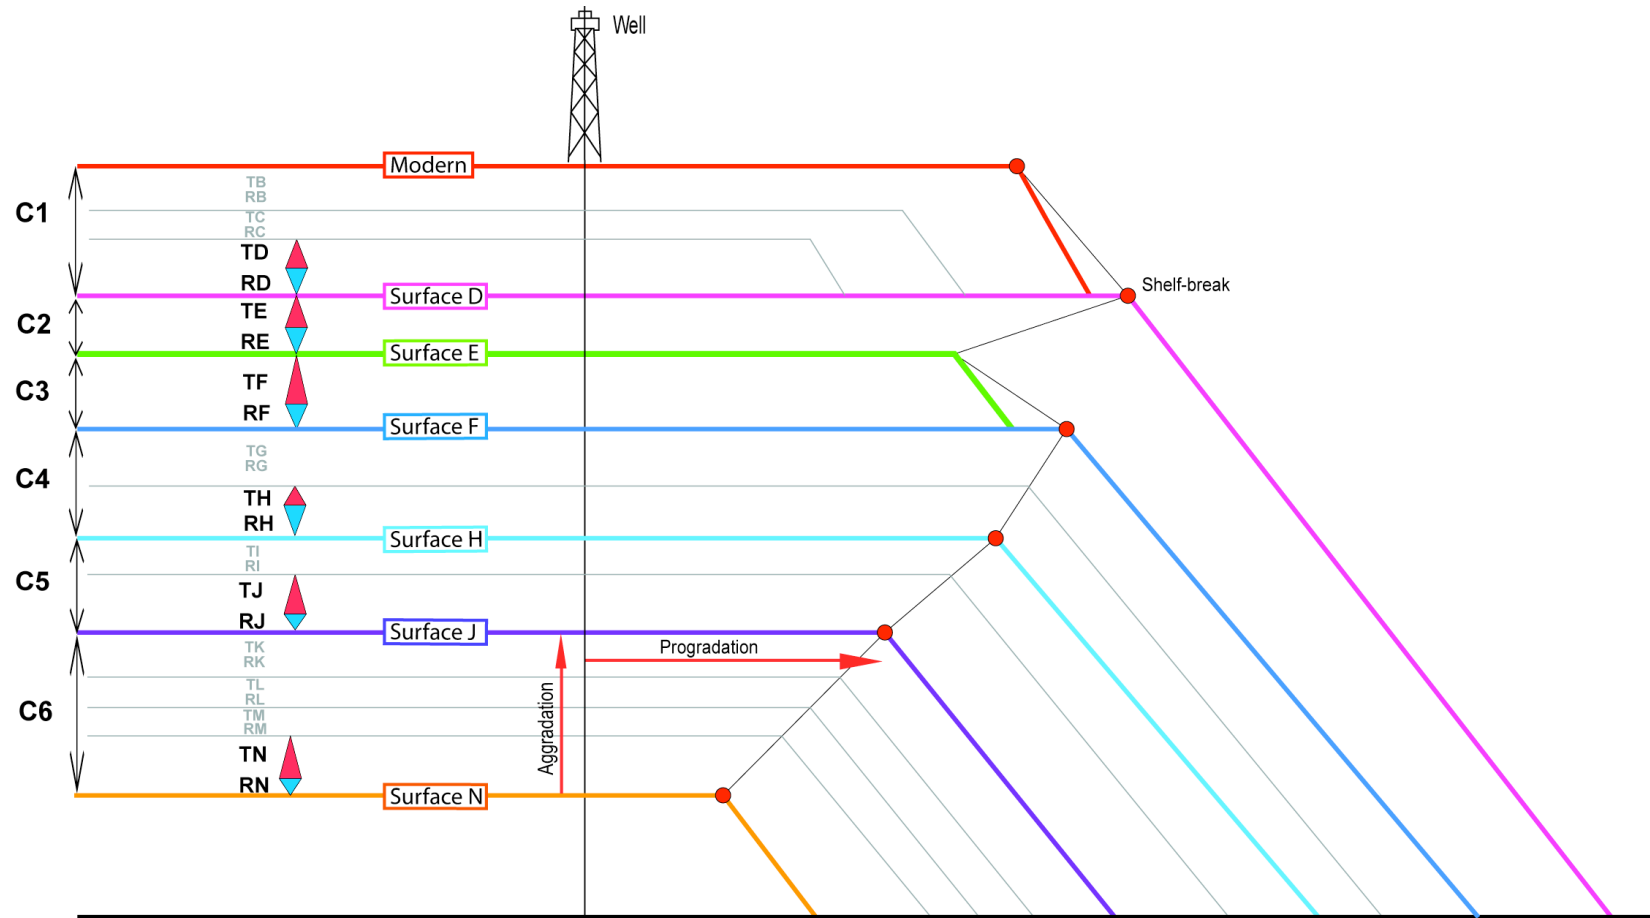 Well
Modern
TB
RB
C1
TC
RC
TD
RD
Shelf-break
Surface D
TE
C2
RE
Surface E
TF
C3
RF
Surface F
TG
RG
C4
TH
RH
Surface H
TI
RI
C5
TJ
RJ
Surface J
TK
RK
Progradation
TL
RL
C6
TM
RM
Aggradation
TN
RN
Surface N